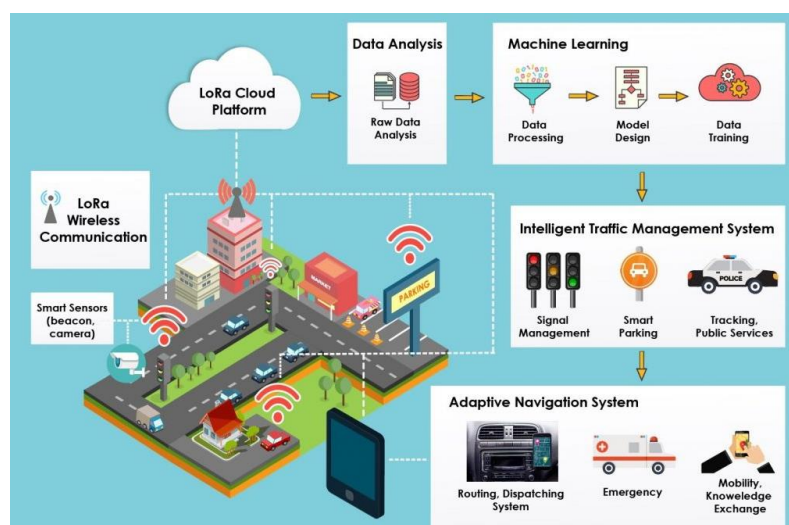 Data Analysis
Raw Data
Analysis
Machine Learning
Data
Processing
Model
Design
Data
Training
LoRa Cloud
Platform
LoRa
Wireless
Communication
Smart Sensors
(beacon,
camera)
MARKET
PARKING
Intelligent Traffic Management System
Signal
Management
Smart
Parking
POLICE
Tracking,
Public Services
Adaptive Navigation System
Routing, Dispatching
System
Emergency
Mobility,
Knoweledge
Exchange